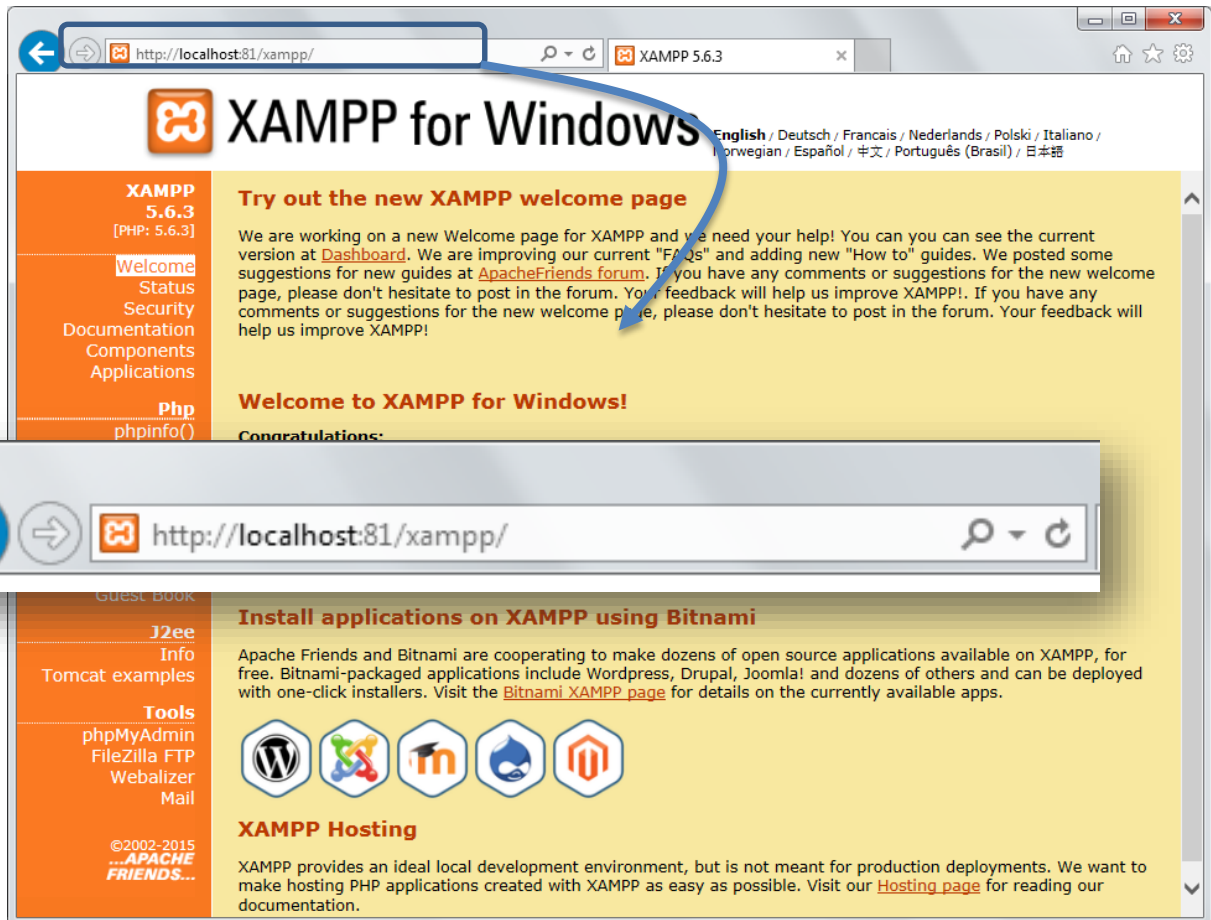 http://localhost:81/xampp/
XAMPP 5.6.3
XAMPP for Windows
English / Deutsch / Francais / Nederlands / Polski / Italiano /
Norwegian / Español / 中文 / Português (Brasil) / 日本語
XAMPP
5.6.3
[PHP: 5.6.3]
Welcome
Status
Security
Documentation
Components
Applications
Php
phpinfo()
Guest Book
J2ee
Info
Tomcat examples
Tools
phpMyAdmin
FileZilla FTP
Webalizer
Mail
©2002-2015
...APACHE
FRIENDS...
Try out the new XAMPP welcome page
We are working on a new Welcome page for XAMPP and we need your help! You can you can see the current
version at Dashboard. We are improving our current "FAQs" and adding new "How to" guides. We posted some
suggestions for new guides at ApacheFriends forum. If you have any comments or suggestions for the new welcome
page, please don't hesitate to post in the forum. Your feedback will help us improve XAMPP!. If you have any
comments or suggestions for the new welcome page, please don't hesitate to post in the forum. Your feedback will
help us improve XAMPP!
Welcome to XAMPP for Windows!
Congratulations:
http://localhost:81/xampp/
Install applications on XAMPP using Bitnami
Apache Friends and Bitnami are cooperating to make dozens of open source applications available on XAMPP, for
free. Bitnami-packaged applications include Wordpress, Drupal, Joomla! and dozens of others and can be deployed
with one-click installers. Visit the Bitnami XAMPP page for details on the currently available apps.
XAMPP Hosting
XAMPP provides an ideal local development environment, but is not meant for production deployments. We want to
make hosting PHP applications created with XAMPP as easy as possible. Visit our Hosting page for reading our
documentation.